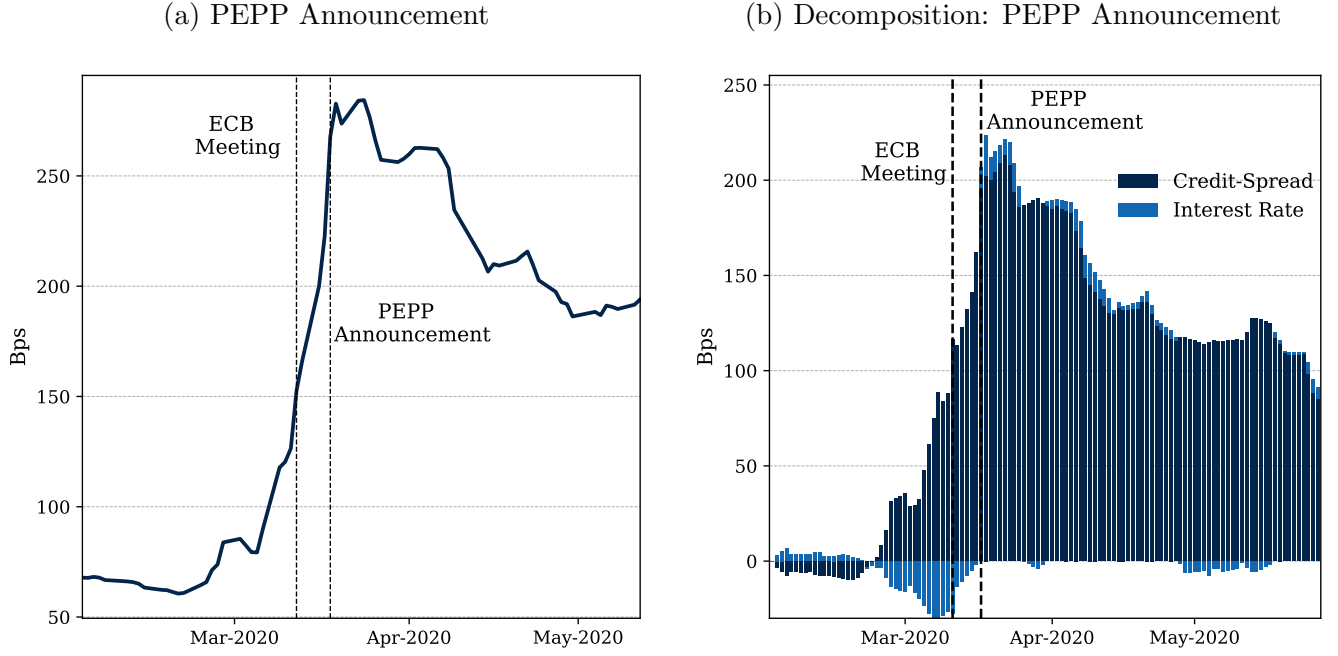 (a) PEPP Announcement
250
200
150
100
50
Bps
ECB
Meeting
PEPP
Announcement
Mar-2020
Apr-2020
May-2020
(b) Decomposition: PEPP Announcement
250
200
150
100
50
0
Bps
PEPP
Announcement
ECB
Meeting
Credit-Spread
Interest Rate
Mar-2020
Apr-2020
May-2020